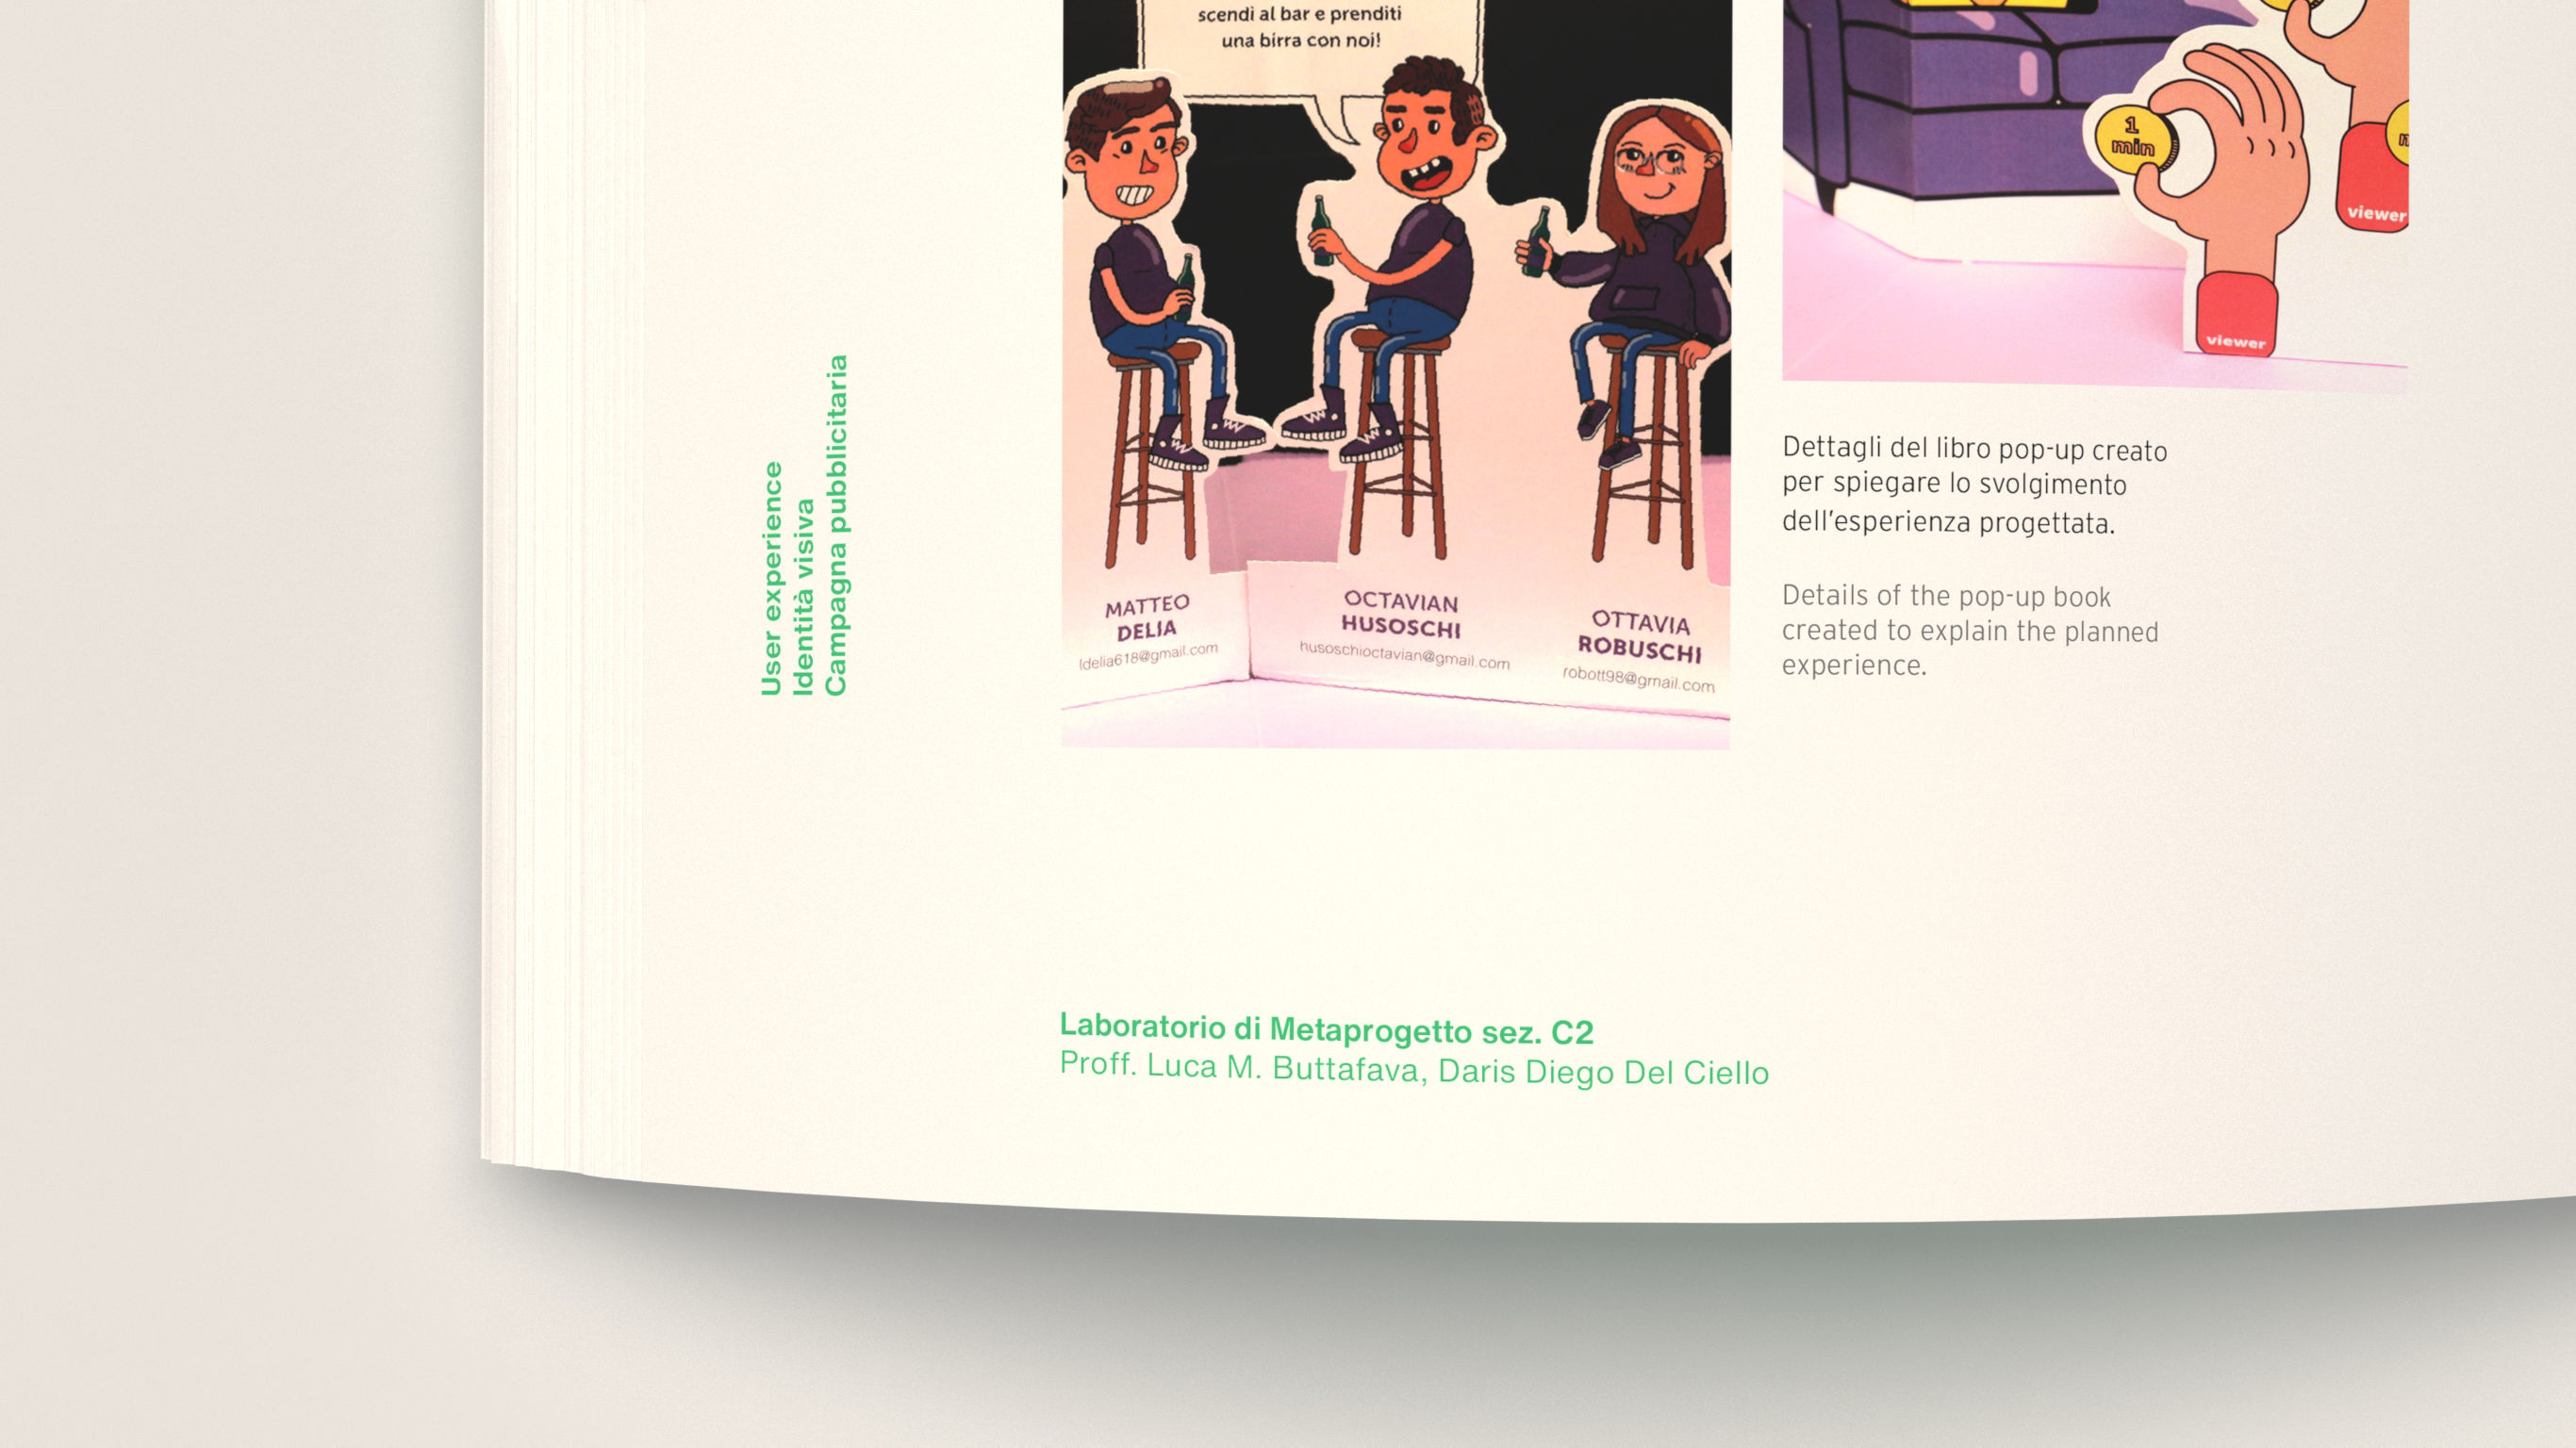 scendi al bar e prenditi
una birra con noi!
MATTEO
DELIA
ldelia618@gmail.com
OCTAVIAN
HUSOSCHI
husoschioctavian@gmail.com
OTTAVIA
ROBUSCHI
robott98@gmail.com
1
min
viewer
viewer
Dettagli del libro pop-up creato
per spiegare lo svolgimento
dell'esperienza progettata.
Details of the pop-up book
created to explain the planned
experience.
User experience
Identità visiva
Campagna pubblicitaria
Laboratorio di Metaprogetto sez. C2
Proff. Luca M. Buttafava, Daris Diego Del Ciello